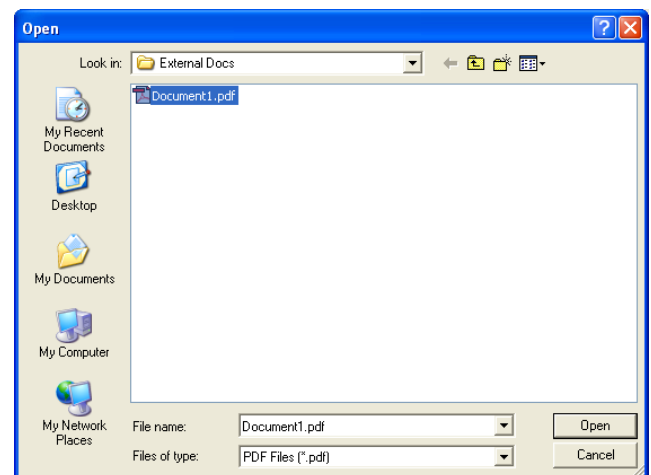 Open
Look in:
External Docs
Document1.pdf
My Recent
Documents
Desktop
My Documents
My Computer
My Network
Places
File name:
Document1.pdf
Open
Files of type:
PDF Files (*.pdf)
Cancel